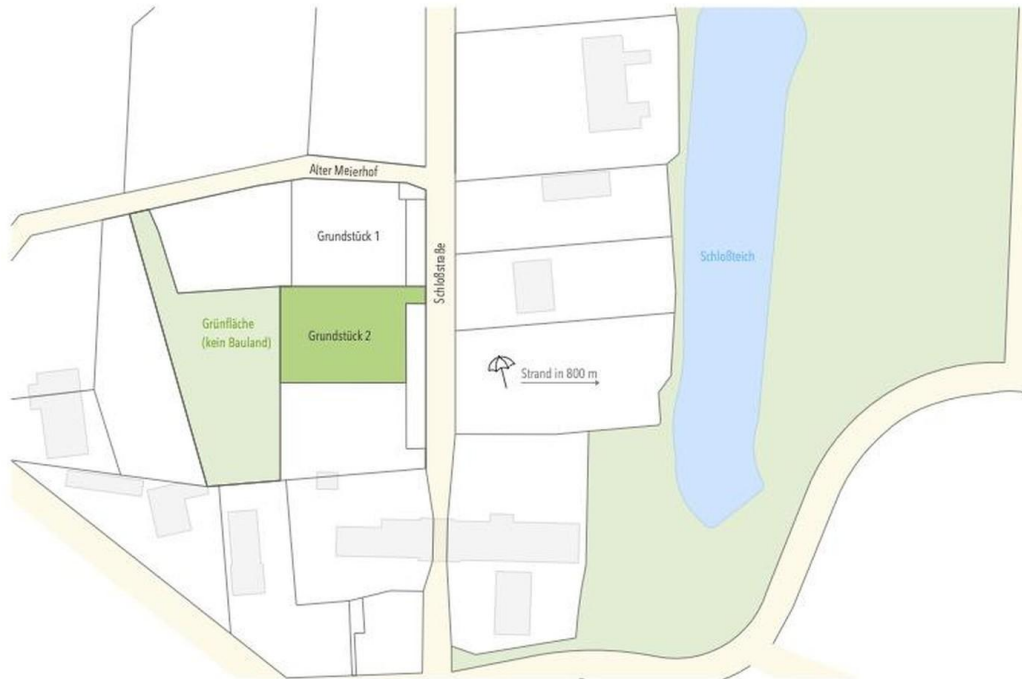 Alter Meierhof
Grundstück 1
Schloßstraße
Schloßteich
Grünfläche
(kein Bauland)
Grundstück 2
Strand in 800 m